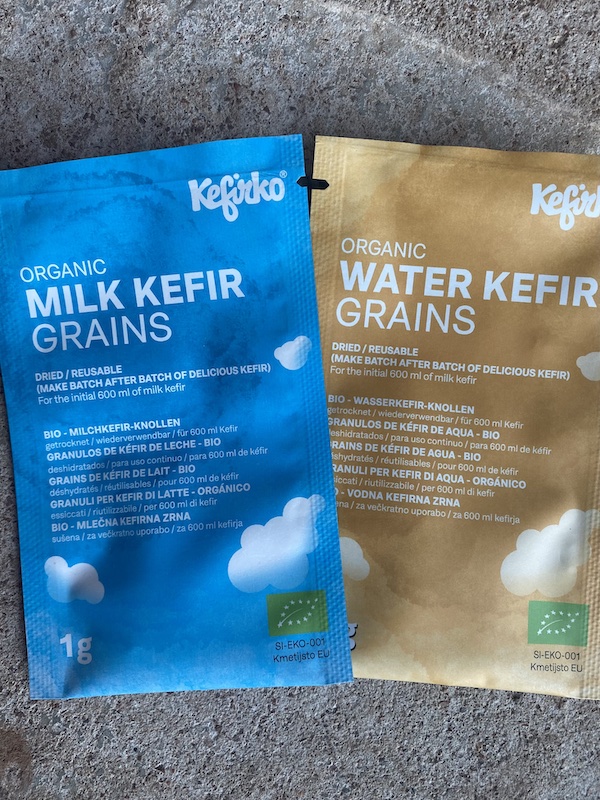 Kefirko®
ORGANIC
MILK KEFIR
GRAINS
DRIED / REUSABLE
(MAKE BATCH AFTER BATCH OF DELICIOUS KEFIR)
For the initial 600 ml of milk kefir
BIO - MILCHKEFIR-KNOLLEN
getrocknet / wiederverwendbar / für 600 ml Kefir
GRANULOS DE KÉFIR DE LECHE - BIO
deshidratados / para uso continuo / para 600 ml de kéfir
GRAINS DE KÉFIR DE LAIT - BIO
déshydratés / réutilisables / pour 600 ml de kéfir
GRANULI PER KEFIR DI LATTE - ORGÁNICO
essiccati / riutilizzabile / per 600 ml di kefir
BIO - MLEČNA KEFIRNA ZRNA
sušena / za večkratno uporabo / za 600 ml kefirja
1g
SI-EKO-001
Kmetijsto EU
Kefirk
ORGANIC
WATER KEFIR
GRAINS
DRIED / REUSABLE
(MAKE BATCH AFTER BATCH OF DELICIOUS KEFIR)
For the initial 600 ml of milk kefir
BIO - WASSERKEFIR-KNOLLEN
getrocknet / wiederverwendbar / für 600 ml Kefir
GRANULOS DE KÉFIR DE AQUA - BIO
deshidratados / para uso continuo / para 600 ml de kéfir
GRAINS DE KÉFIR DE AGUA - BIO
déshydratés / réutilisables / pour 600 ml de kéfir
GRANULI PER KEFIR DI AQUA - ORGÁNICO
essiccati / riutilizzabile / per 600 ml di kefir
- VODNA KEFIRNA ZRNA
sušena / za večkratno uporabo / za 600 ml kefirja
g
SI-EKO-001
Kmetijsto EU